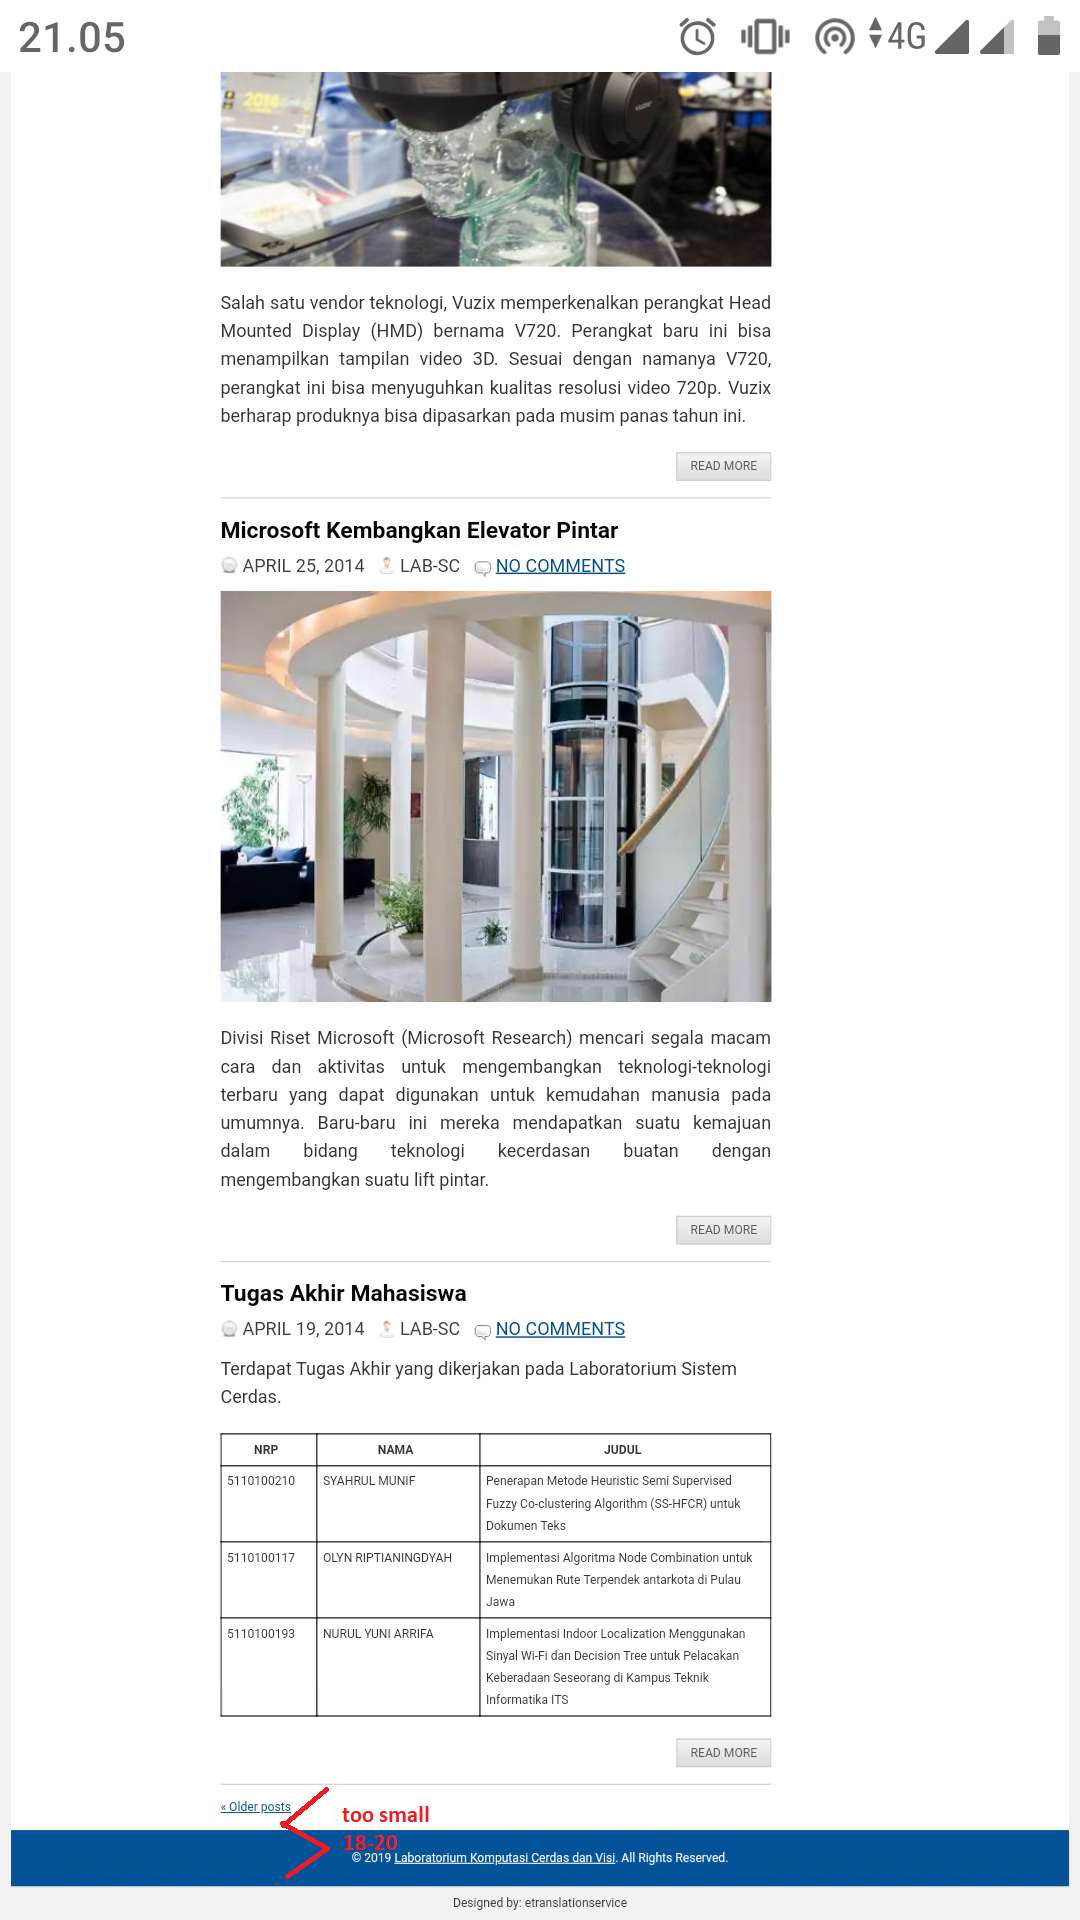 21.05
4G
2014
VUZIX
Salah satu vendor teknologi, Vuzix memperkenalkan perangkat Head
Mounted Display (HMD) bernama V720. Perangkat baru ini bisa
menampilkan tampilan video 3D. Sesuai dengan namanya V720,
perangkat ini bisa menyuguhkan kualitas resolusi video 720p. Vuzix
berharap produknya bisa dipasarkan pada musim panas tahun ini.
READ MORE
Microsoft Kembangkan Elevator Pintar
APRIL 25, 2014 LAB-SC NO COMMENTS
Divisi Riset Microsoft (Microsoft Research) mencari segala macam
cara dan aktivitas untuk mengembangkan teknologi-teknologi
terbaru yang dapat digunakan untuk kemudahan manusia pada
umumnya. Baru-baru ini mereka mendapatkan suatu kemajuan
dalam bidang teknologi kecerdasan buatan dengan
mengembangkan suatu lift pintar.
READ MORE
Tugas Akhir Mahasiswa
APRIL 19, 2014 LAB-SC NO COMMENTS
Terdapat Tugas Akhir yang dikerjakan pada Laboratorium Sistem
Cerdas.
NRP NAMA JUDUL
5110100210 SYAHRUL MUNIF Penerapan Metode Heuristic Semi Supervised
Fuzzy Co-clustering Algorithm (SS-HFCR) untuk
Dokumen Teks
5110100117 OLYN RIPTIANINGDYAH Implementasi Algoritma Node Combination untuk
Menemukan Rute Terpendek antarkota di Pulau
Jawa
5110100193 NURUL YUNI ARRIFA Implementasi Indoor Localization Menggunakan
Sinyal Wi-Fi dan Decision Tree untuk Pelacakan
Keberadaan Seseorang di Kampus Teknik
Informatika ITS
READ MORE
« Older posts
too small
18-20
© 2019 Laboratorium Komputasi Cerdas dan Visi. All Rights Reserved.
Designed by: etranslationservice